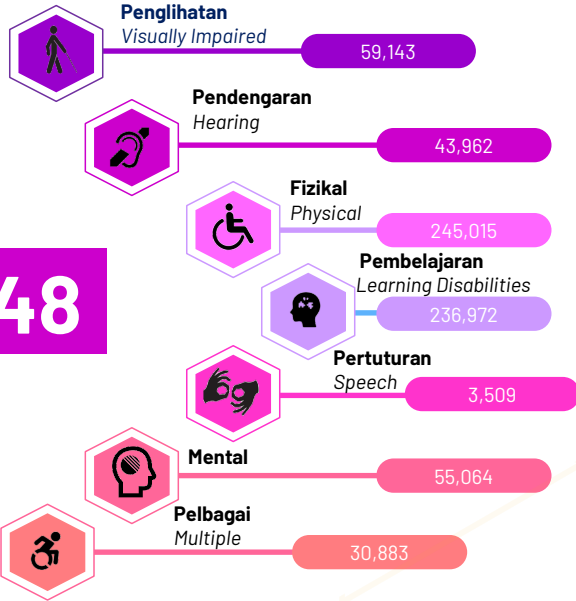 Penglihatan
Visually Impaired
59,143
Pendengaran
Hearing
43,962
Fizikal
Physical
245,015
Pembelajaran
Learning Disabilities
236,972
48
Pertuturan
Speech
3,509
Mental
55,064
Pelbagai
Multiple
30,883